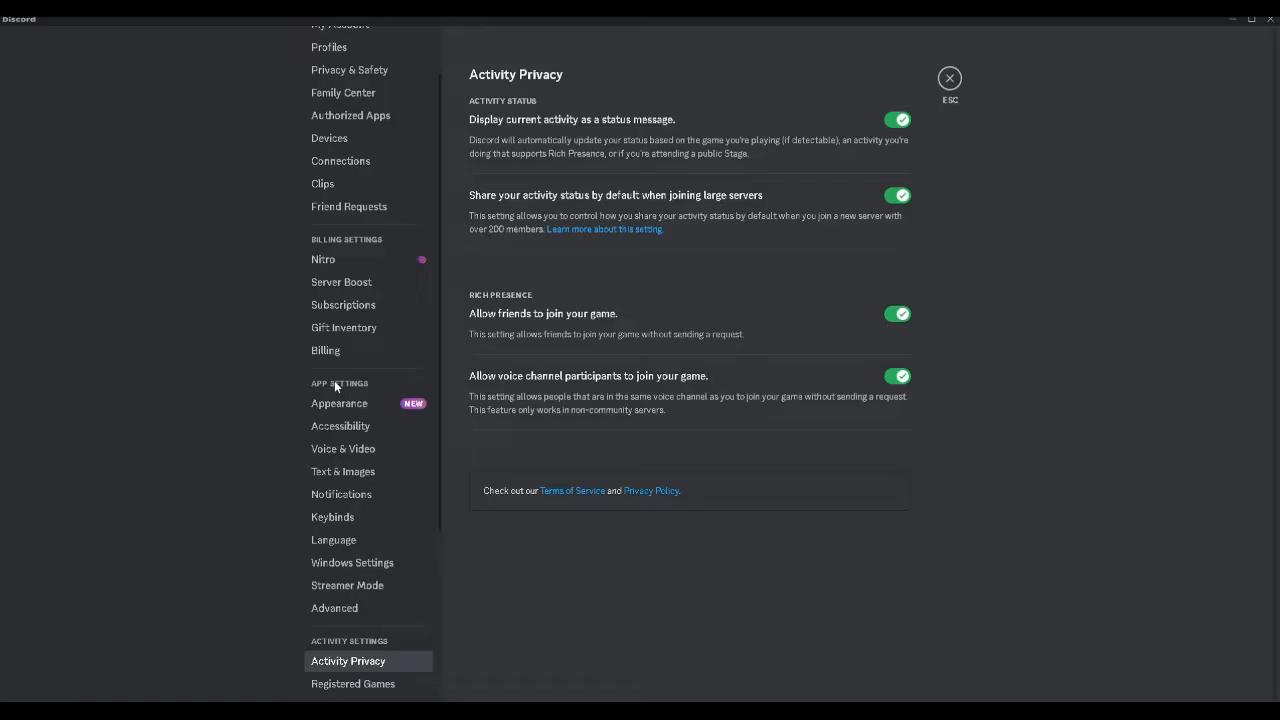 Discord
My Account
Profiles
Privacy & Safety
Family Center
Authorized Apps
Devices
Connections
Clips
Friend Requests
BILLING SETTINGS
Nitro
Server Boost
Subscriptions
Gift Inventory
Billing
APP SETTINGS
Appearance NEW
Accessibility
Voice & Video
Text & Images
Notifications
Keybinds
Language
Windows Settings
Streamer Mode
Advanced
ACTIVITY SETTINGS
Activity Privacy
Registered Games
Activity Privacy
ESC
ACTIVITY STATUS
Display current activity as a status message.
Discord will automatically update your status based on the game you're playing (if detectable), an activity you're
doing that supports Rich Presence, or if you're attending a public Stage.
Share your activity status by default when joining large servers
This setting allows you to control how you share your activity status by default when you join a new server with
over 200 members. Learn more about this setting.
RICH PRESENCE
Allow friends to join your game.
This setting allows friends to join your game without sending a request.
Allow voice channel participants to join your game.
This setting allows people that are in the same voice channel as you to join your game without sending a request.
This feature only works in non-community servers.
Check out our Terms of Service and Privacy Policy.